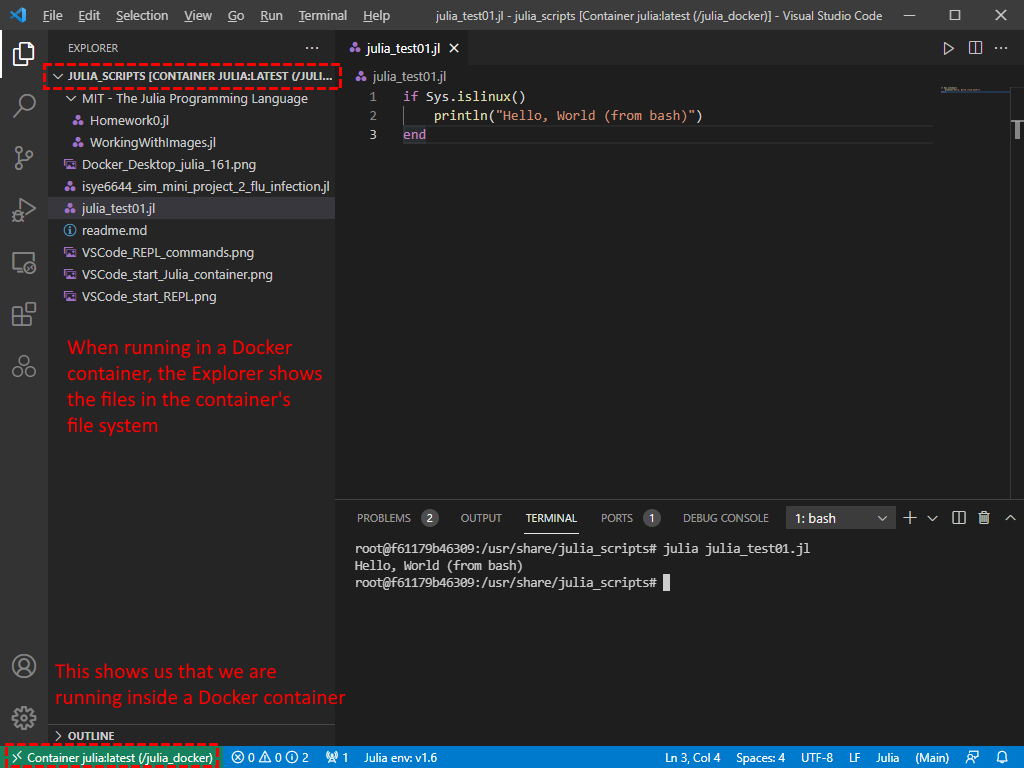 File Edit Selection View Go Run Terminal Help julia_test01.jl - julia_scripts [Container julia:latest (/julia_docker)] - Visual Studio Code
EXPLORER
JULIA_SCRIPTS [CONTAINER JULIA:LATEST (/JULI...
MIT - The Julia Programming Language
Homework0.jl
WorkingWithImages.jl
Docker_Desktop_julia_161.png
isye6644_sim_mini_project_2_flu_infection.jl
julia_test01.jl
readme.md
VSCode_REPL_commands.png
VSCode_start_Julia_container.png
VSCode_start_REPL.png
When running in a Docker
container, the Explorer shows
the files in the container's
file system
This shows us that we are
running inside a Docker container
OUTLINE
julia_test01.jl
julia_test01.jl
1 if Sys.islinux()
2 println("Hello, World (from bash)")
3 end
PROBLEMS 2 OUTPUT TERMINAL PORTS 1 DEBUG CONSOLE 1: bash
root@f61179b46309:/usr/share/julia_scripts# julia julia_test01.jl
Hello, World (from bash)
root@f61179b46309:/usr/share/julia_scripts#
Container julia:latest (/julia_docker) 0 0 2 1 Julia env: v1.6 Ln 3, Col 4 Spaces: 4 UTF-8 LF Julia (Main)